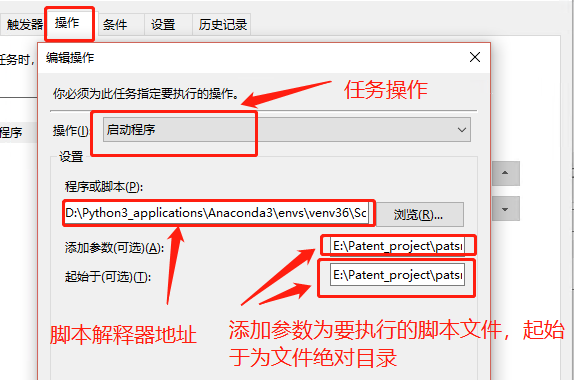 触发器 操作 条件 设置 历史记录
任务时，
编辑操作
你必须为此任务指定要执行的操作。
任务操作
程序
操作(I):
启动程序
设置
程序或脚本(P):
D:\Python3_applications\Anaconda3\envs\venv36\Sc
浏览(R)...
添加参数(可选)(A):
E:\Patent_project\patsı
起始于(可选)(T):
E:\Patent_project\patsı
脚本解释器地址
添加参数为要执行的脚本文件，起始
于为文件绝对目录